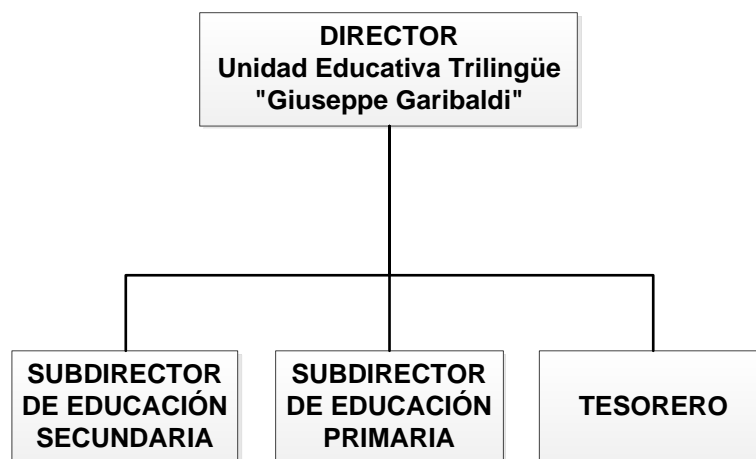 DIRECTOR
Unidad Educativa Trilingüe
"Giuseppe Garibaldi"
SUBDIRECTOR
DE EDUCACIÓN
SECUNDARIA
SUBDIRECTOR
DE EDUCACIÓN
PRIMARIA
TESORERO